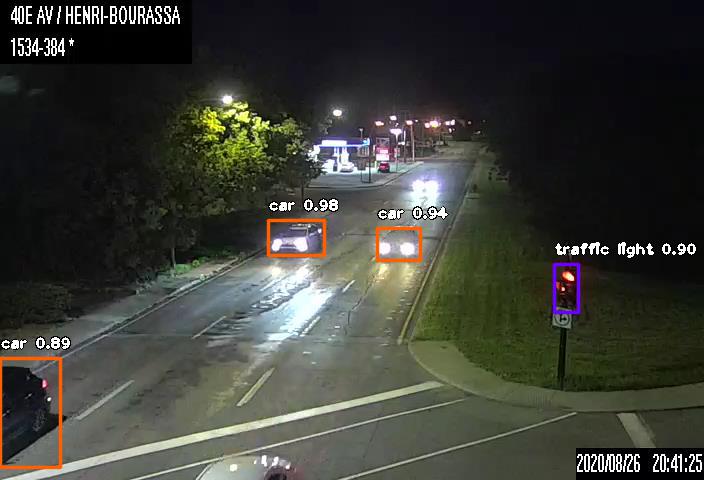 40E AV / HENRI-BOURASSA
1534-384 *
car 0.98
car 0.94
traffic light 0.90
car 0.89
2020/08/26 20:41:25